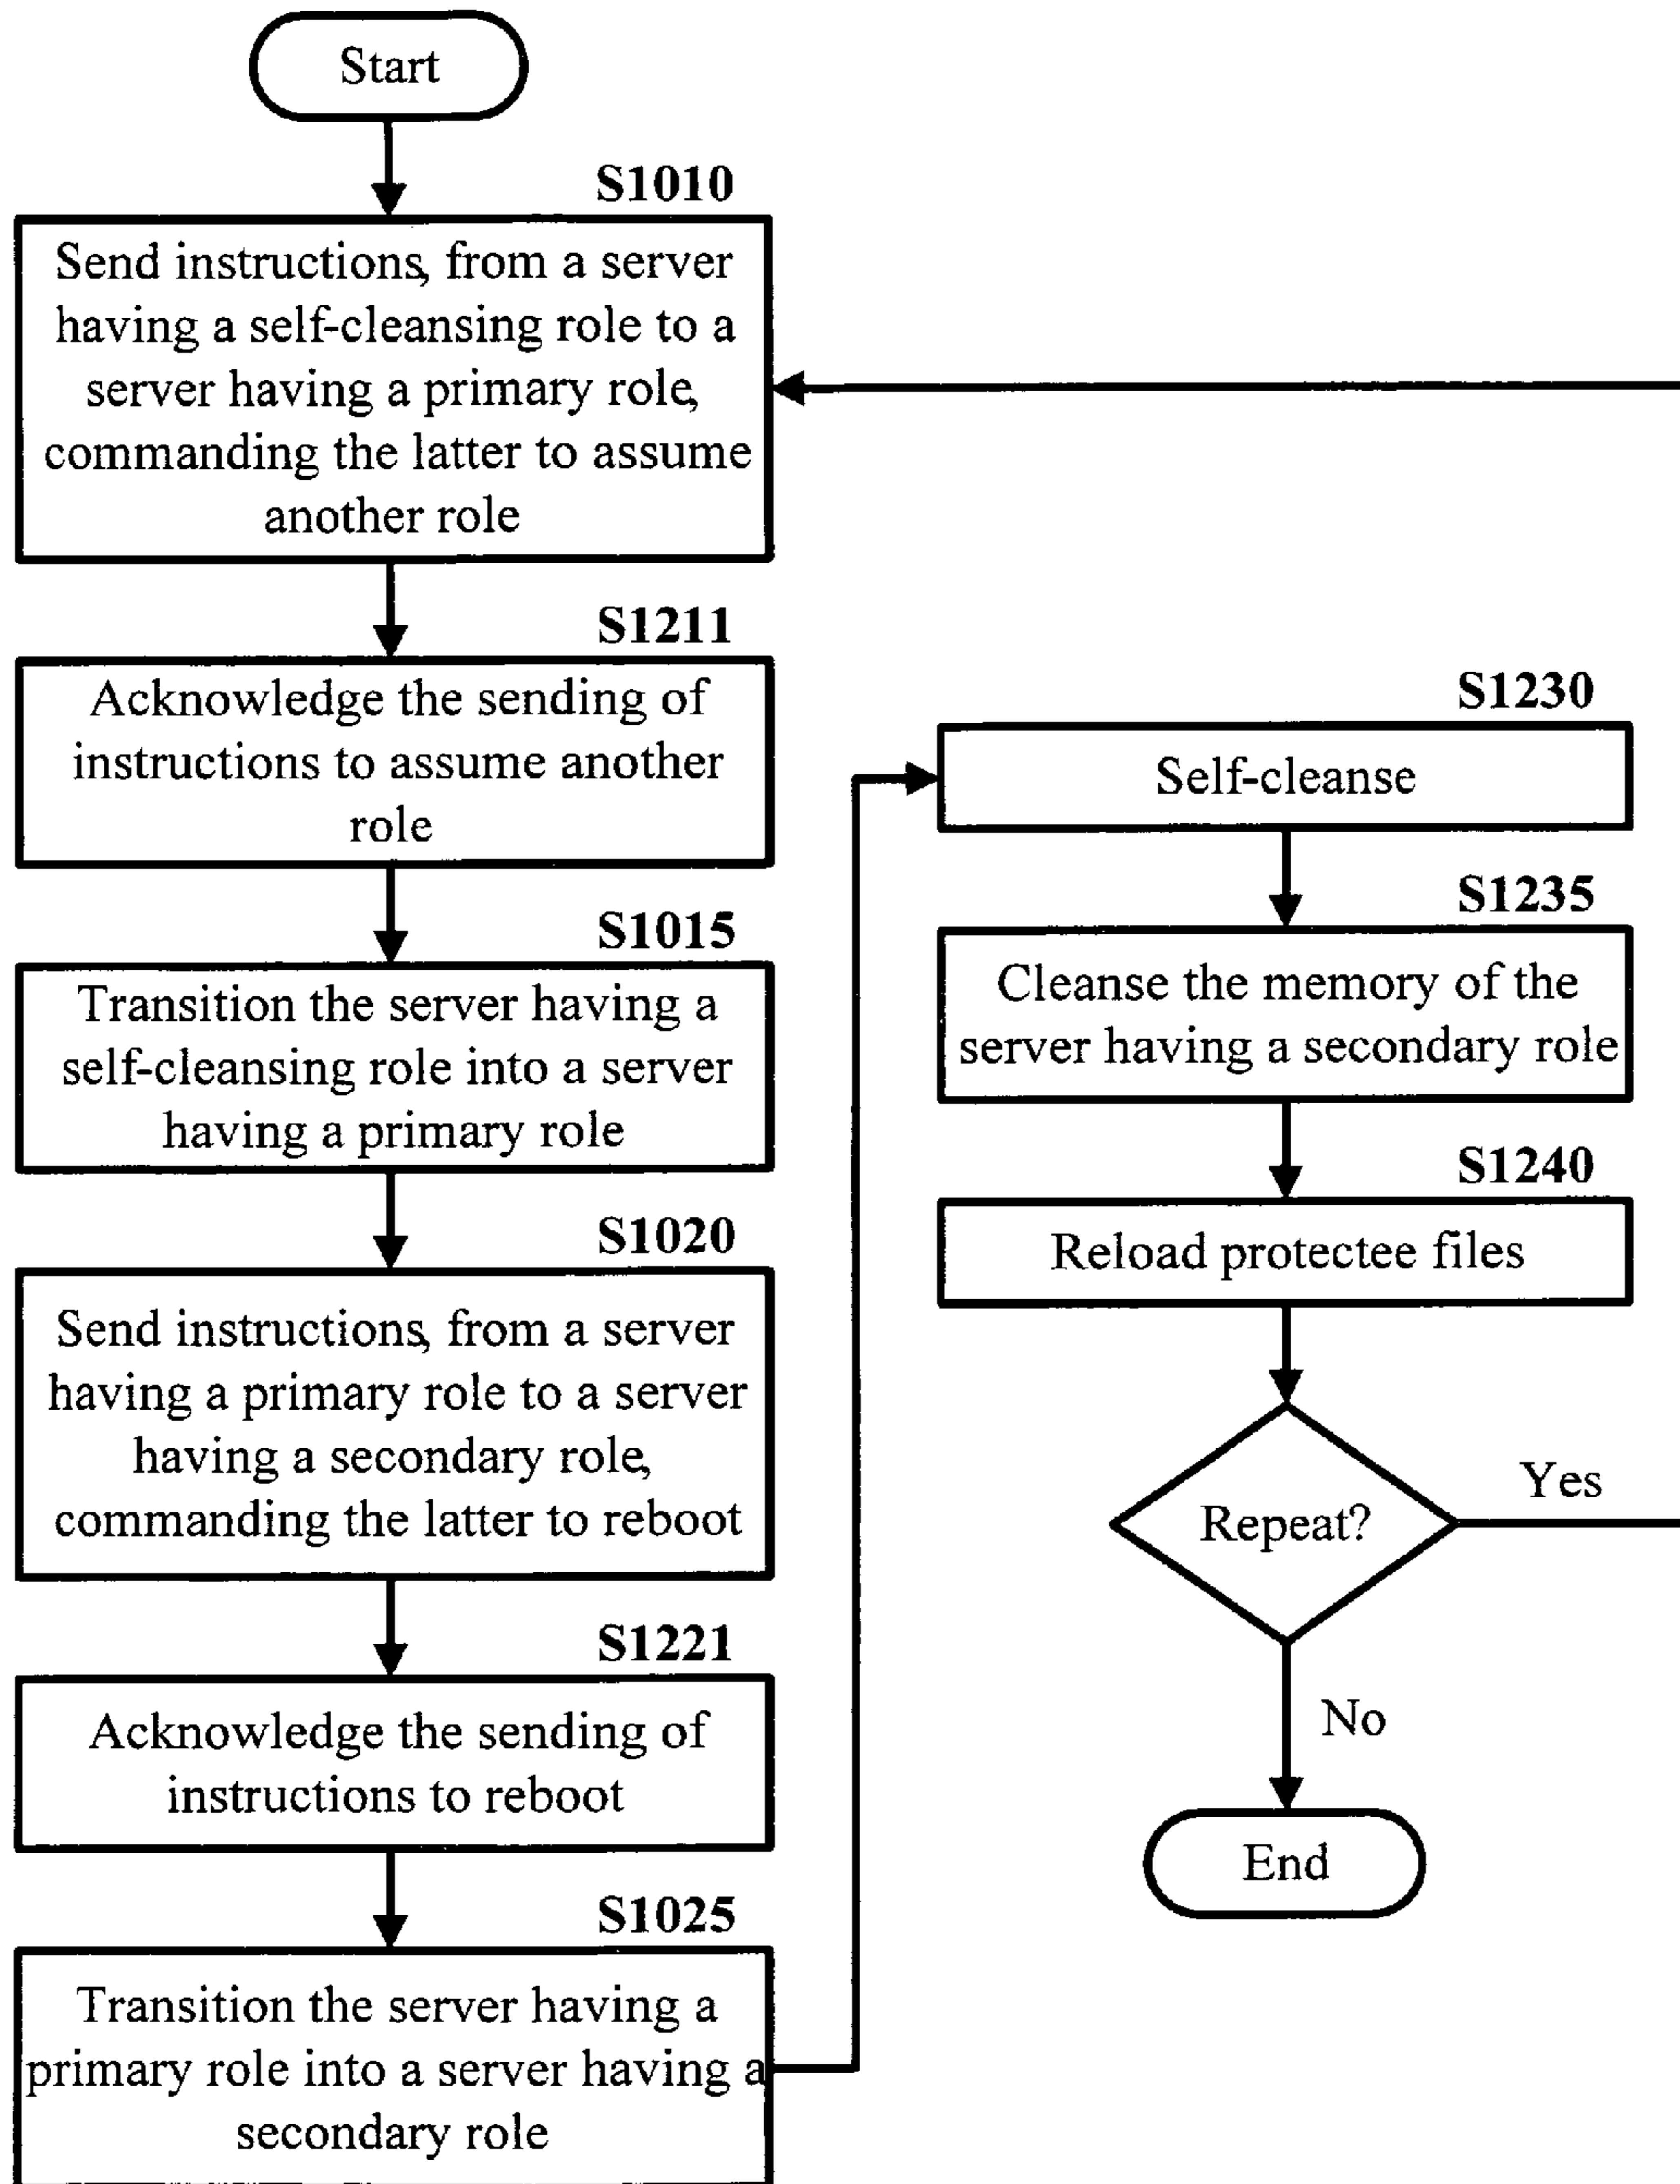 Start
S1010
Send instructions, from a server
having a self-cleansing role to a
server having a primary role,
commanding the latter to assume
another role
S1211
Acknowledge the sending of
instructions to assume another
role
S1015
Transition the server having a
self-cleansing role into a server
having a primary role
S1020
Send instructions, from a server
having a primary role to a server
having a secondary role,
commanding the latter to reboot
S1221
Acknowledge the sending of
instructions to reboot
S1025
Transition the server having a
primary role into a server having a
secondary role
S1230
Self-cleanse
S1235
Cleanse the memory of the
server having a secondary role
S1240
Reload protectee files
Repeat?
Yes
No
End